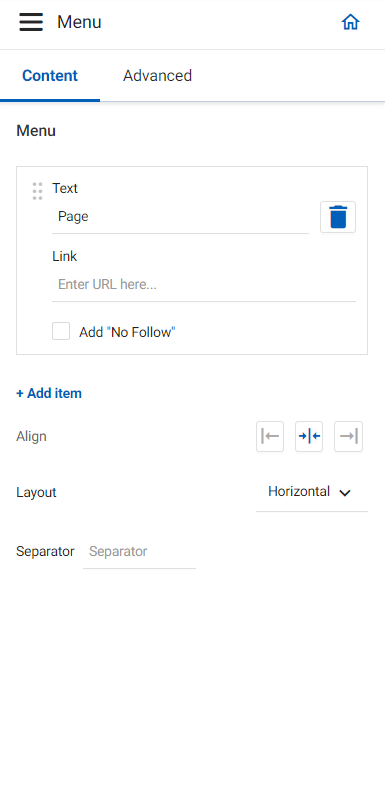 Menu
Content Advanced
Menu
Text
Page
Link
Enter URL here...
Add "No Follow"
+ Add item
Align
Layout Horizontal
Separator Separator